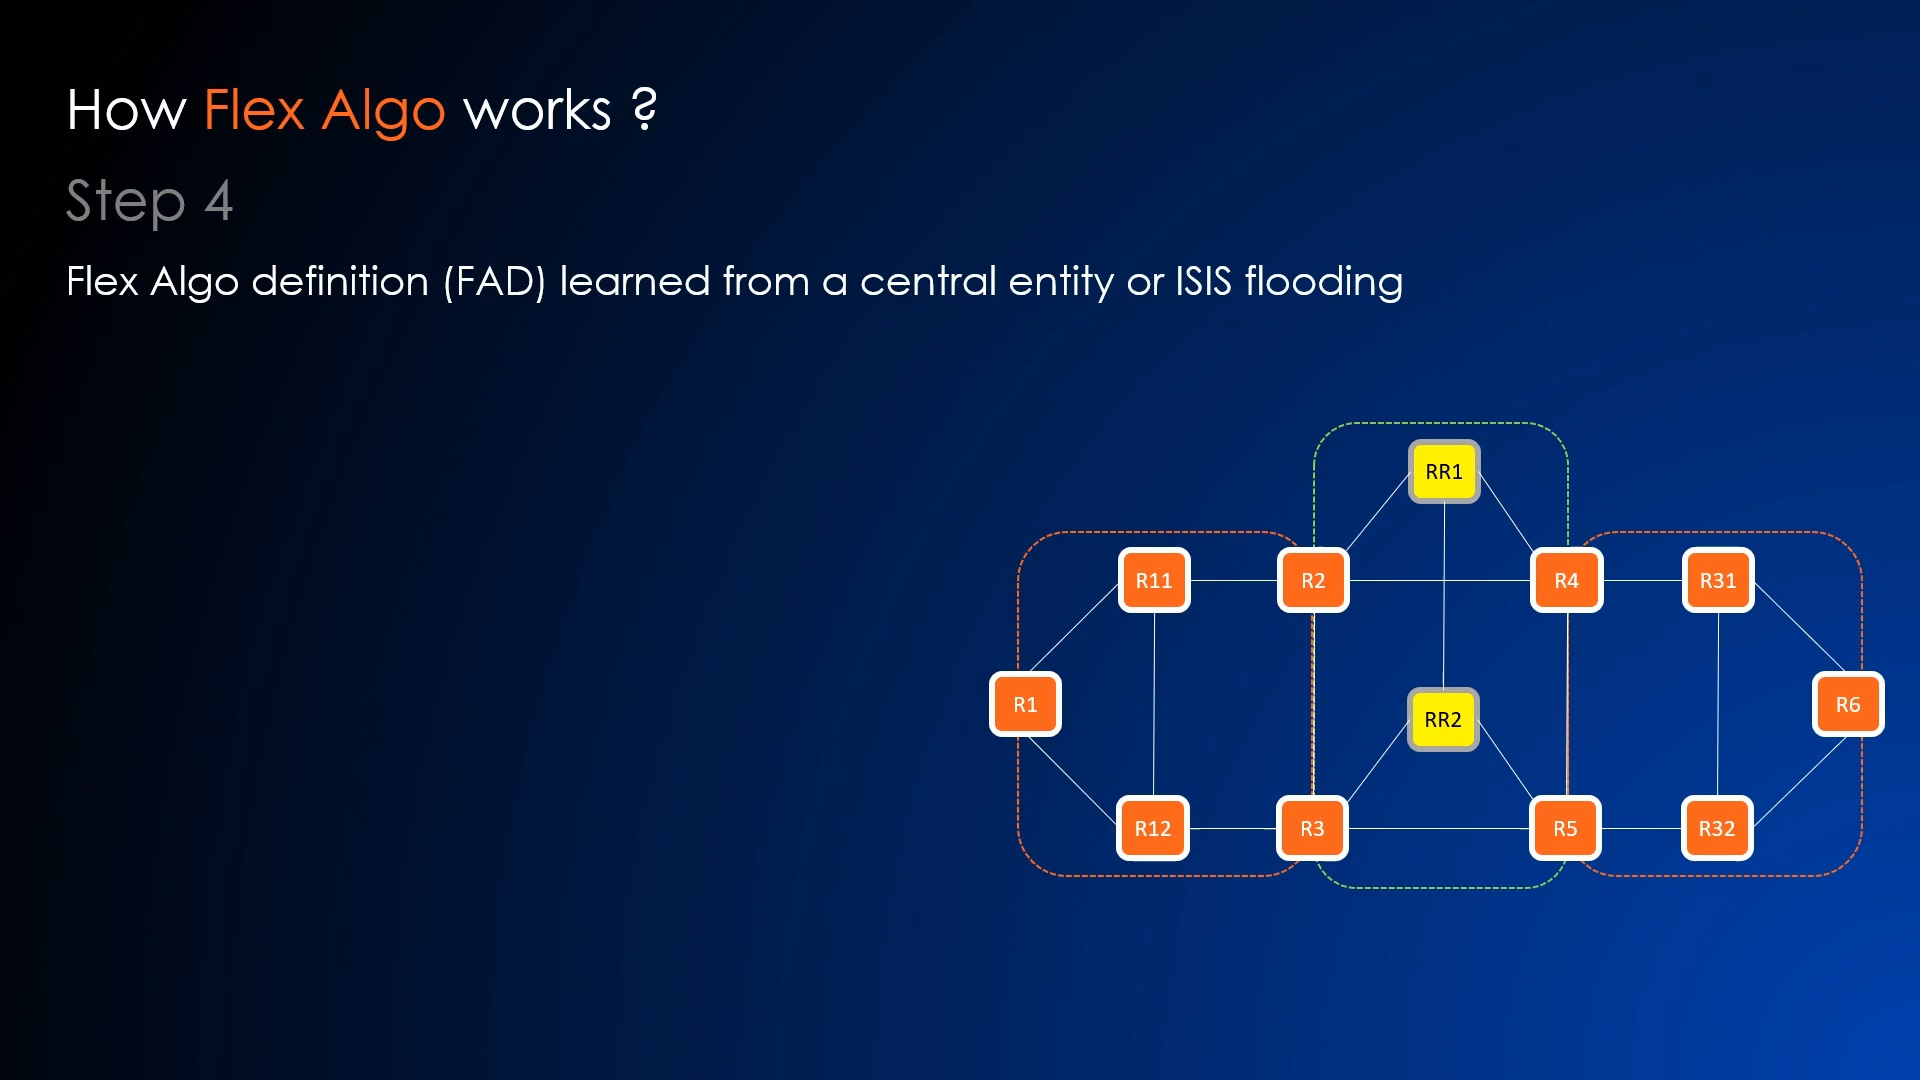 How Flex Algo works ?
Step 4
Flex Algo definition (FAD) learned from a central entity or ISIS flooding
RR1
R11 R2 R4 R31
R1 RR2 R6
R12 R3 R5 R32